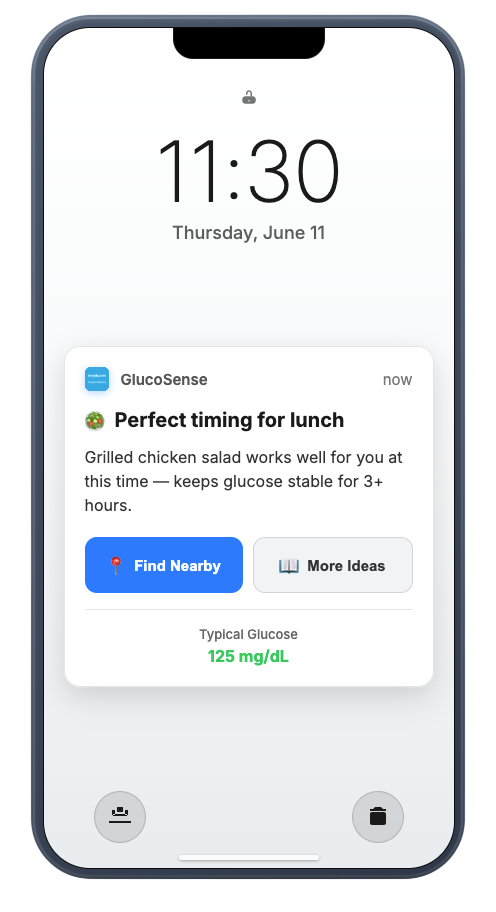 11:30
Thursday, June 11
GlucoSense
now
Perfect timing for lunch
Grilled chicken salad works well for you at
this time — keeps glucose stable for 3+
hours.
Find Nearby
More Ideas
Typical Glucose
125 mg/dL